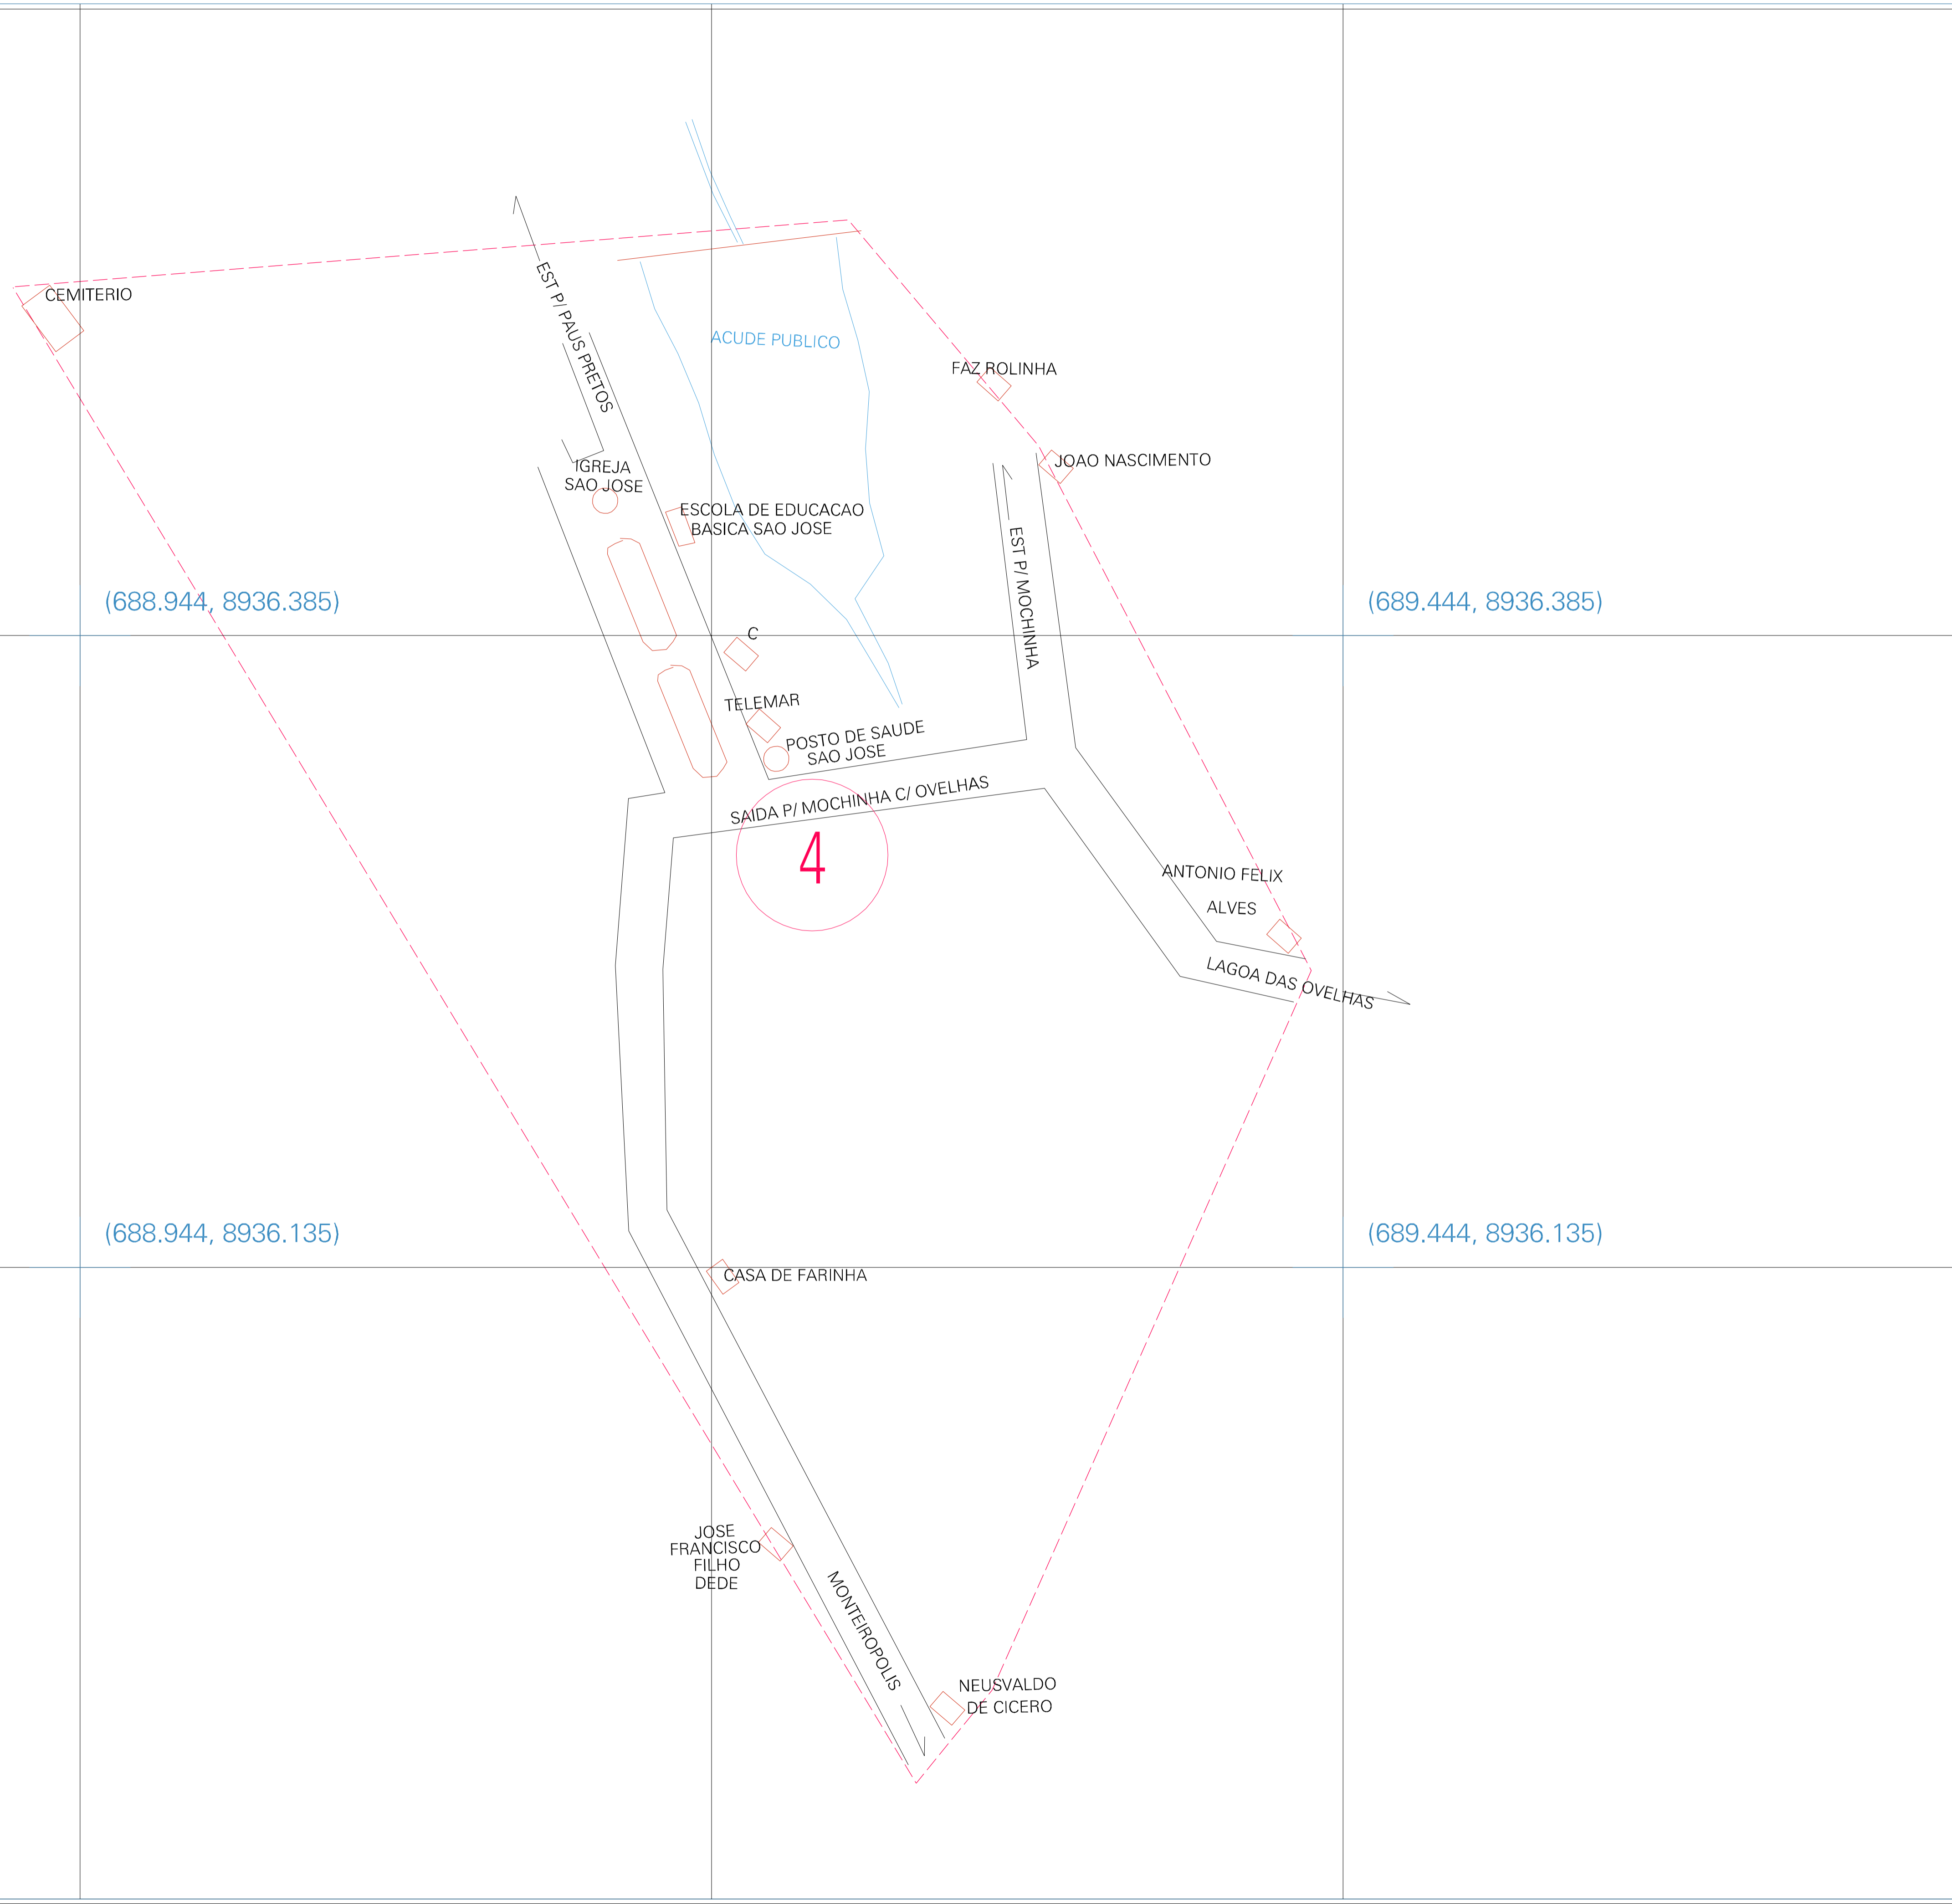 CEMITERIO
EST P/ PAUS PRETOS
ACUDE PUBLICO
FAZ ROLINHA
JOAO NASCIMENTO
IGREJA
SAO JOSE
ESCOLA DE EDUCACAO
BASICA SAO JOSE
EST P/ MOCHINHA
(688.944, 8936.385)
(689.444, 8936.385)
C
TELEMAR
POSTO DE SAUDE
SAO JOSE
SAIDA P/ MOCHINHA C/ OVELHAS
4
ANTONIO FELIX
ALVES
LAGOA DAS OVELHAS
(688.944, 8936.135)
(689.444, 8936.135)
CASA DE FARINHA
JOSE
FRANCISCO
FILHO
DEDE
MONTEIROPOLIS
NEUSVALDO
DE CICERO